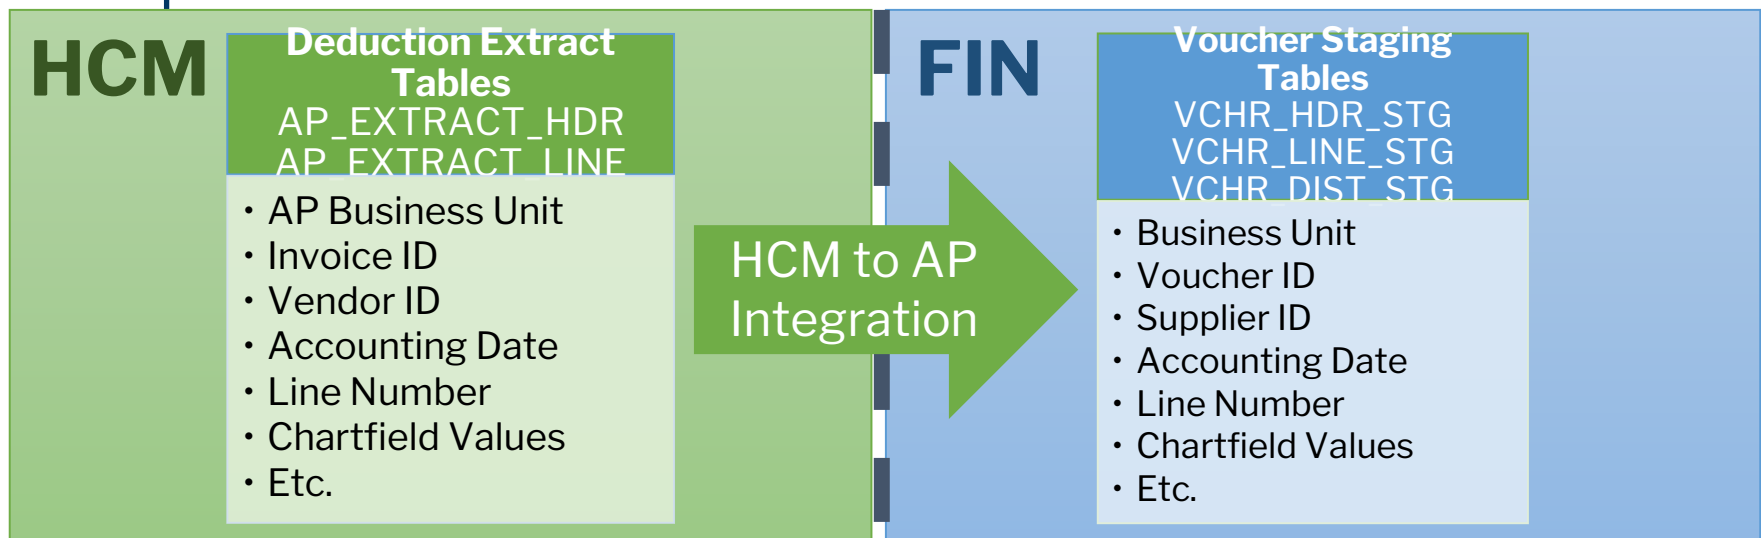 HCM
Deduction Extract
Tables
AP_EXTRACT_HDR
AP_EXTRACT_LINE
• AP Business Unit
• Invoice ID
• Vendor ID
• Accounting Date
• Line Number
• Chartfield Values
• Etc.
HCM to AP
Integration
FIN
Voucher Staging
Tables
VCHR_HDR_STG
VCHR_LINE_STG
VCHR_DIST_STG
• Business Unit
• Voucher ID
• Supplier ID
• Accounting Date
• Line Number
• Chartfield Values
• Etc.